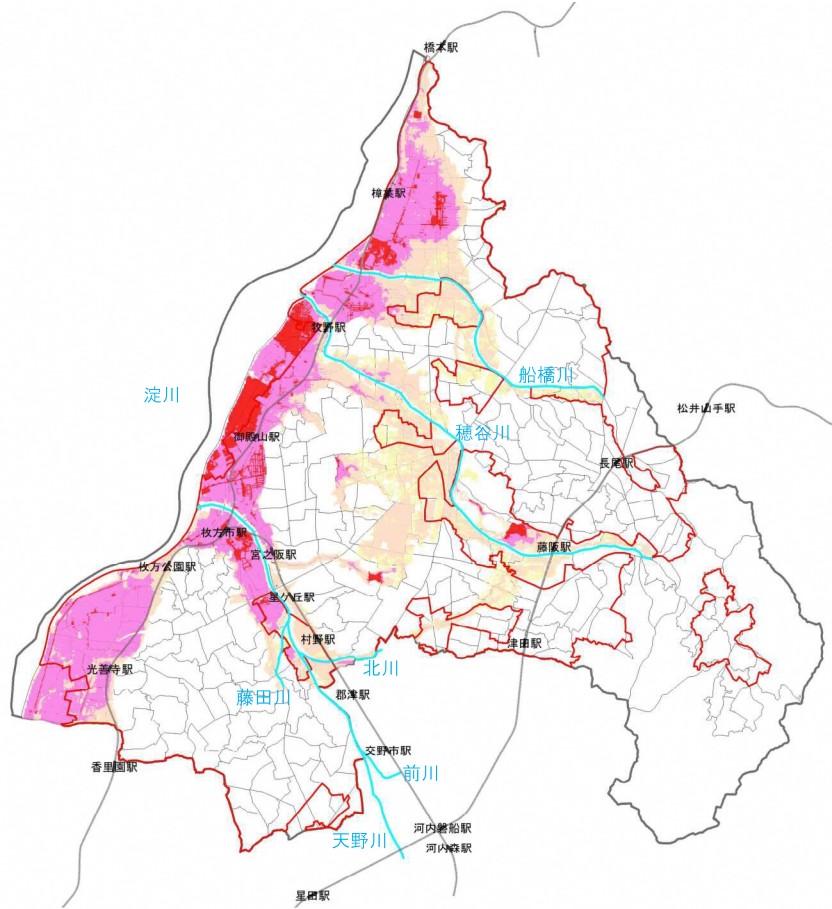 橋本駅
樟葉駅
牧野駅
船橋川
淀川
松井山手駅
穂谷川
御殿山駅
長尾駅
枚方市駅
藤阪駅
宮之阪駅
枚方公園駅
星ケ丘駅
村野駅
津田駅
北川
光善寺駅
藤田川
郡津駅
交野市駅
香里園駅
前川
河内磐船駅
天野川
河内森駅
星田駅